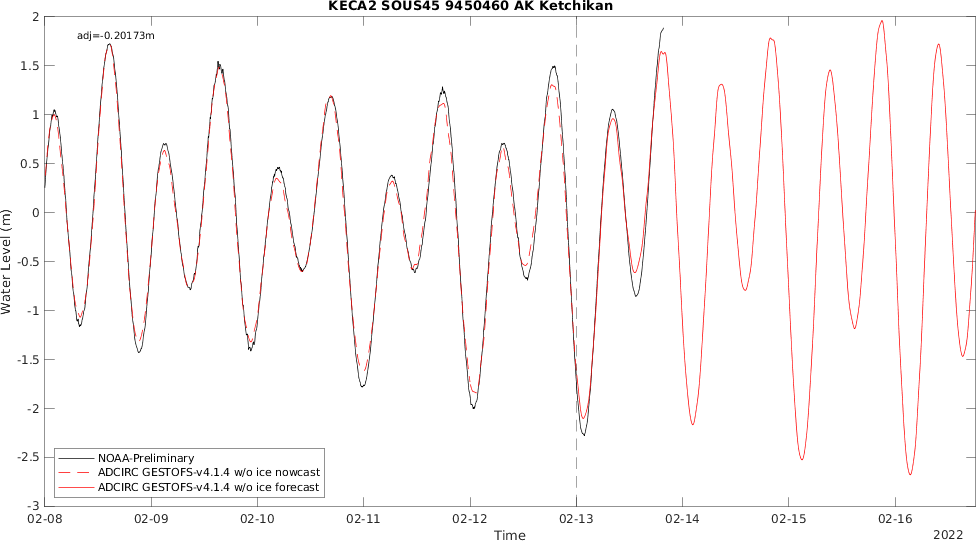 KECA2 SOUS45 9450460 AK Ketchikan
adj=-0.20173m
2
1.5
1
0.5
0
-0.5
-1
-1.5
-2
-2.5
-3
Water Level (m)
NOAA-Preliminary
ADCIRC GESTOFS-v4.1.4 w/o ice nowcast
ADCIRC GESTOFS-v4.1.4 w/o ice forecast
02-08 02-09 02-10 02-11 02-12 02-13 02-14 02-15 02-16
Time
2022